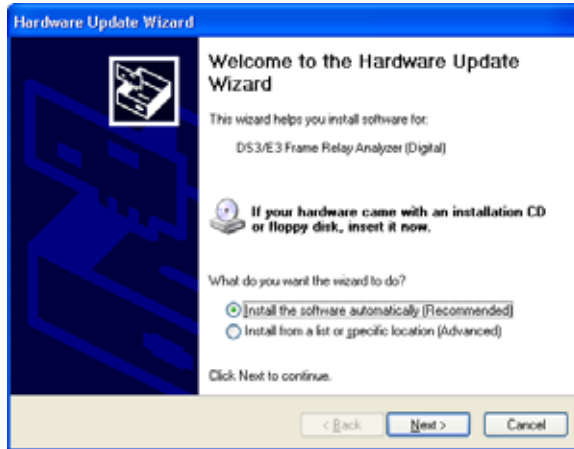 Hardware Update Wizard
Welcome to the Hardware Update
Wizard
This wizard helps you install software for:
DS3/E3 Frame Relay Analyzer (Digital)
If your hardware came with an installation CD
or floppy disk, insert it now.
What do you want the wizard to do?
Install the software automatically (Recommended)
Install from a list or specific location (Advanced)
Click Next to continue.
< Back Next > Cancel